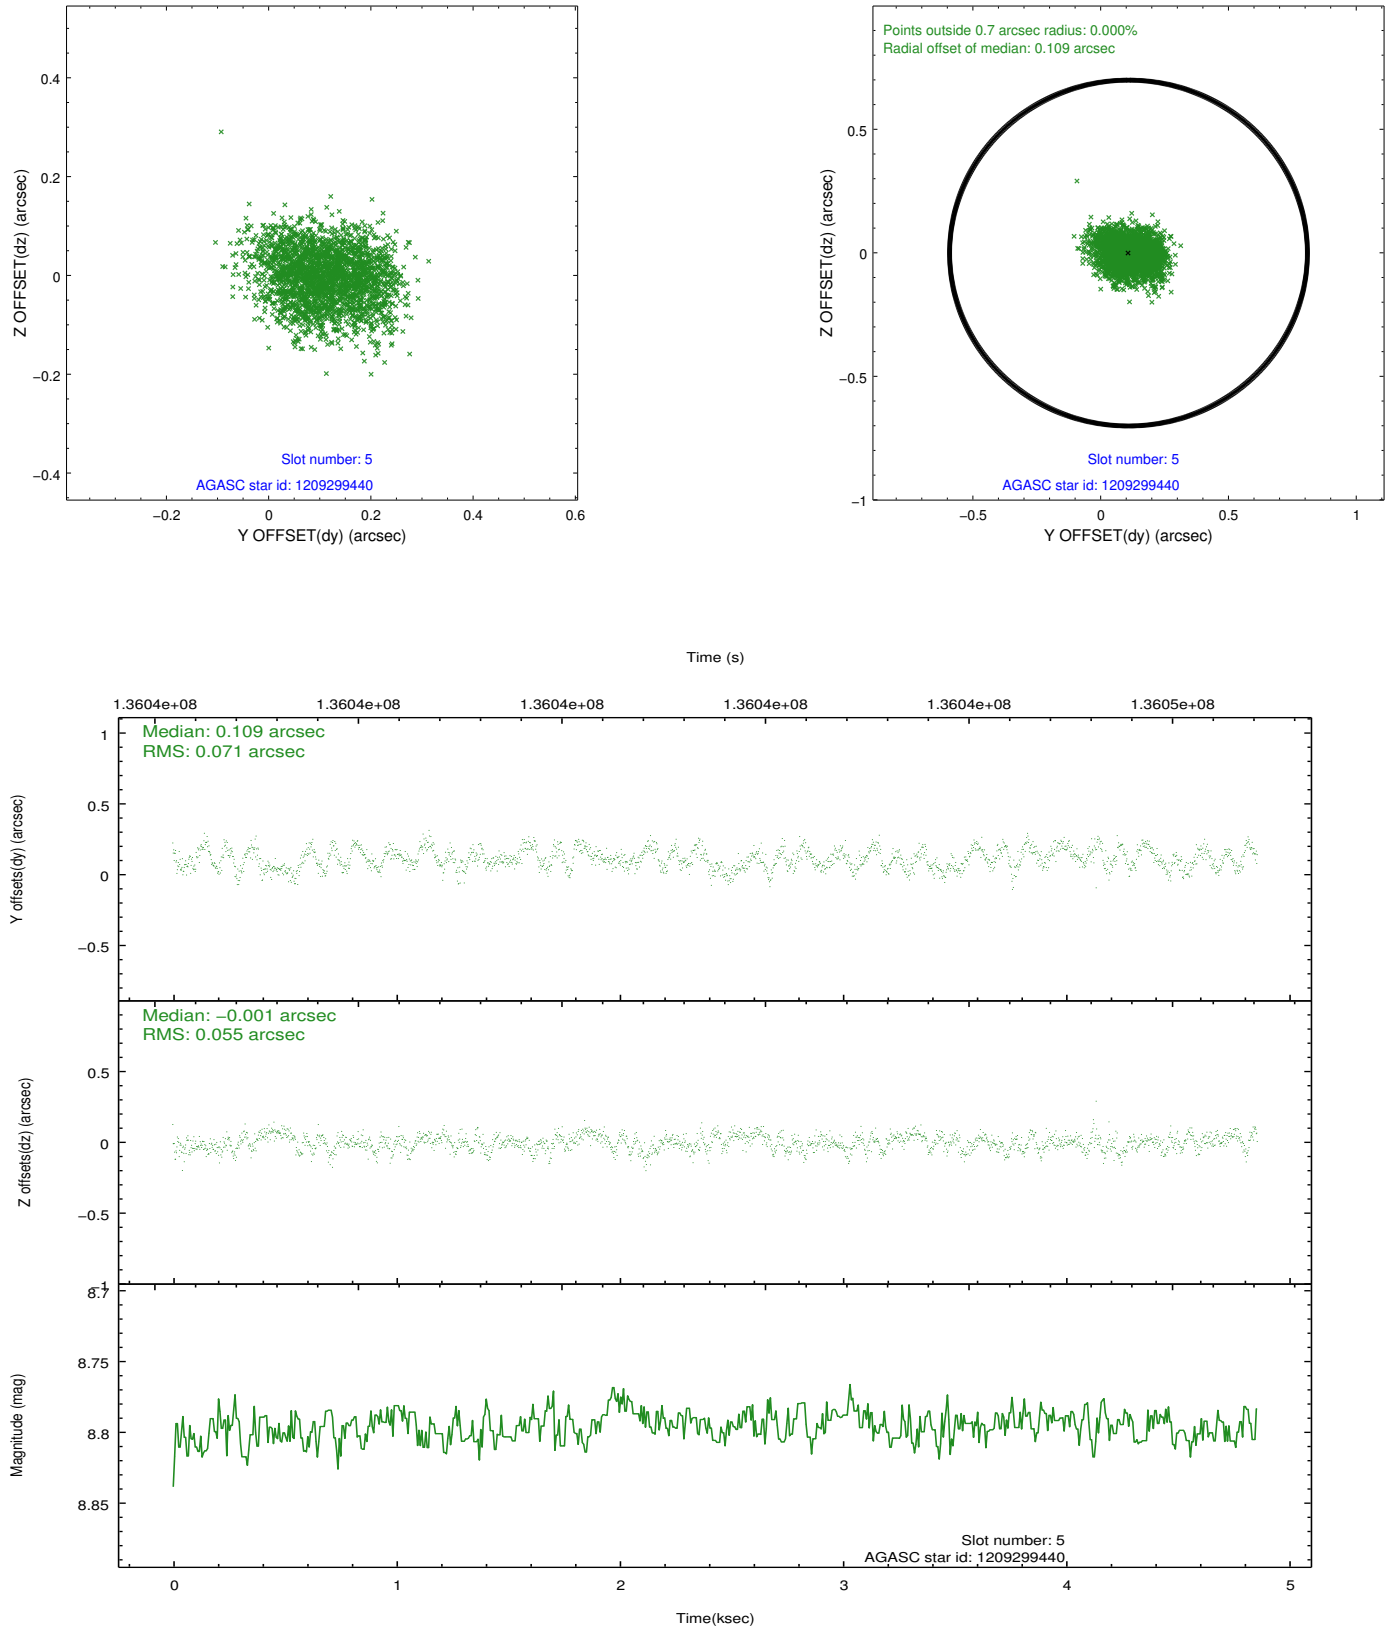 0.4
0.2
0
−0.2
−0.4
Z OFFSET(dz) (arcsec)
Slot number: 5
AGASC star id: 1209299440
−0.2 0 0.2 0.4 0.6
Y OFFSET(dy) (arcsec)
Points outside 0.7 arcsec radius: 0.000%
Radial offset of median: 0.109 arcsec
0.5
0
−0.5
−1
Z OFFSET(dz) (arcsec)
Slot number: 5
AGASC star id: 1209299440
−0.5 0 0.5 1
Y OFFSET(dy) (arcsec)
Time (s)
1.3604e+08 1.3604e+08 1.3604e+08 1.3604e+08 1.3604e+08 1.3605e+08
Median: 0.109 arcsec
RMS: 0.071 arcsec
1
0.5
0
−0.5
Y offsets(dy) (arcsec)
Median: −0.001 arcsec
RMS: 0.055 arcsec
0.5
0
−0.5
−1
Z offsets(dz) (arcsec)
8.7
8.75
8.8
8.85
Magnitude (mag)
Slot number: 5
AGASC star id: 1209299440
0 1 2 3 4 5
Time(ksec)